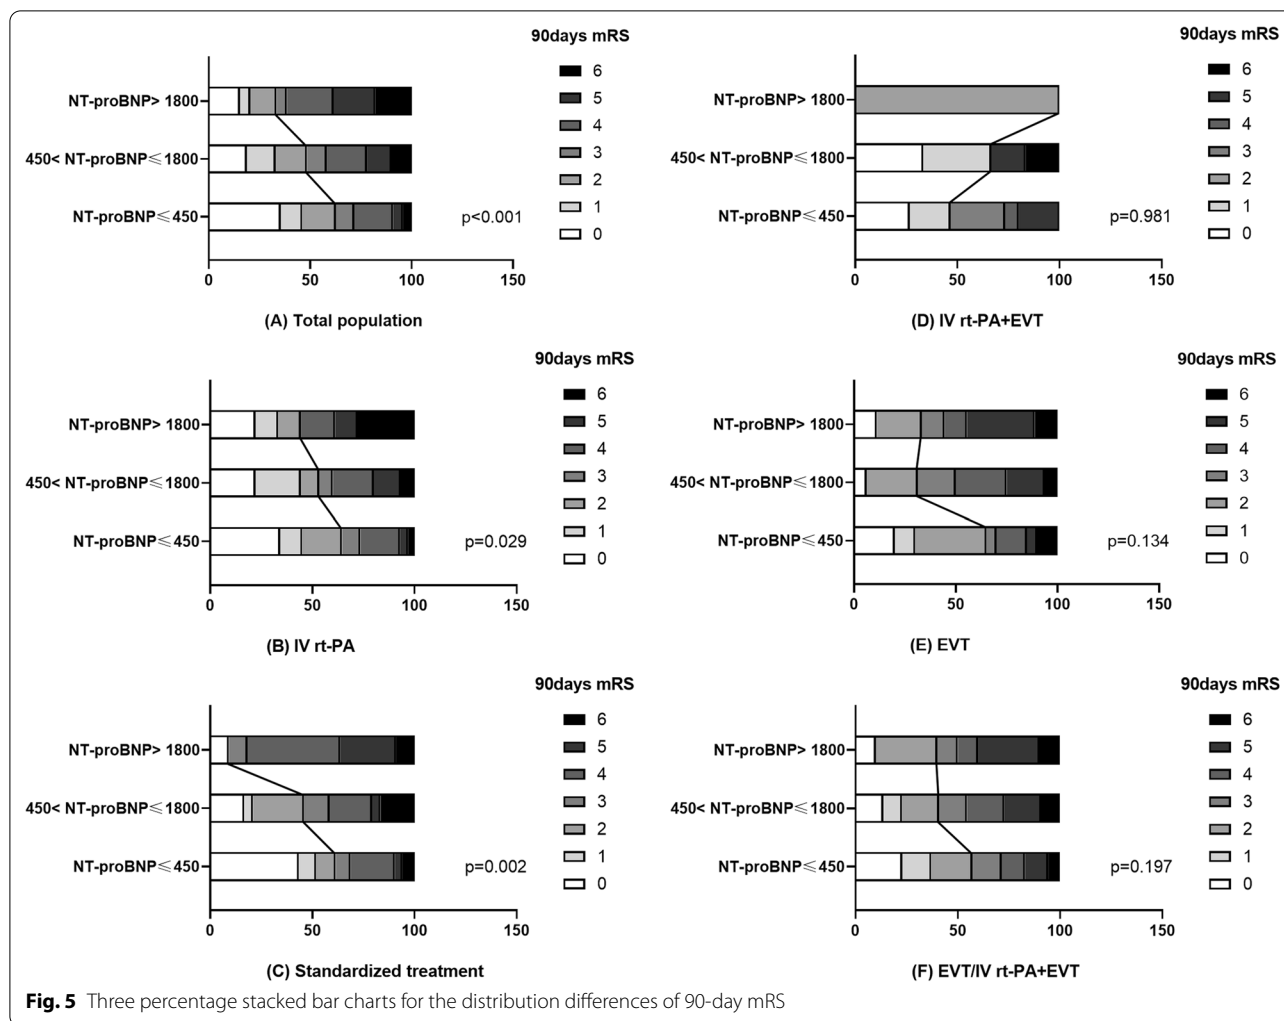 90days mRS
6
5
4
3
2
1
0
NT-proBNP> 1800
450< NT-proBNP≤1800
NT-proBNP≤450
p<0.001
0 50 100 150
(A) Total population
90days mRS
6
5
4
3
2
1
0
NT-proBNP> 1800
450< NT-proBNP≤1800
NT-proBNP≤450
p=0.981
0 50 100 150
(D) IV rt-PA+EVT
90days mRS
6
5
4
3
2
1
0
NT-proBNP> 1800
450< NT-proBNP≤1800
NT-proBNP≤450
p=0.029
0 50 100 150
(B) IV rt-PA
90days mRS
6
5
4
3
2
1
0
NT-proBNP> 1800
450< NT-proBNP≤1800
NT-proBNP≤450
p=0.134
0 50 100 150
(E) EVT
90days mRS
6
5
4
3
2
1
0
NT-proBNP> 1800
450< NT-proBNP≤1800
NT-proBNP≤450
p=0.002
0 50 100 150
(C) Standardized treatment
90days mRS
6
5
4
3
2
1
0
NT-proBNP> 1800
450< NT-proBNP≤1800
NT-proBNP≤450
p=0.197
0 50 100 150
(F) EVT/IV rt-PA+EVT
Fig. 5 Three percentage stacked bar charts for the distribution differences of 90-day mRS